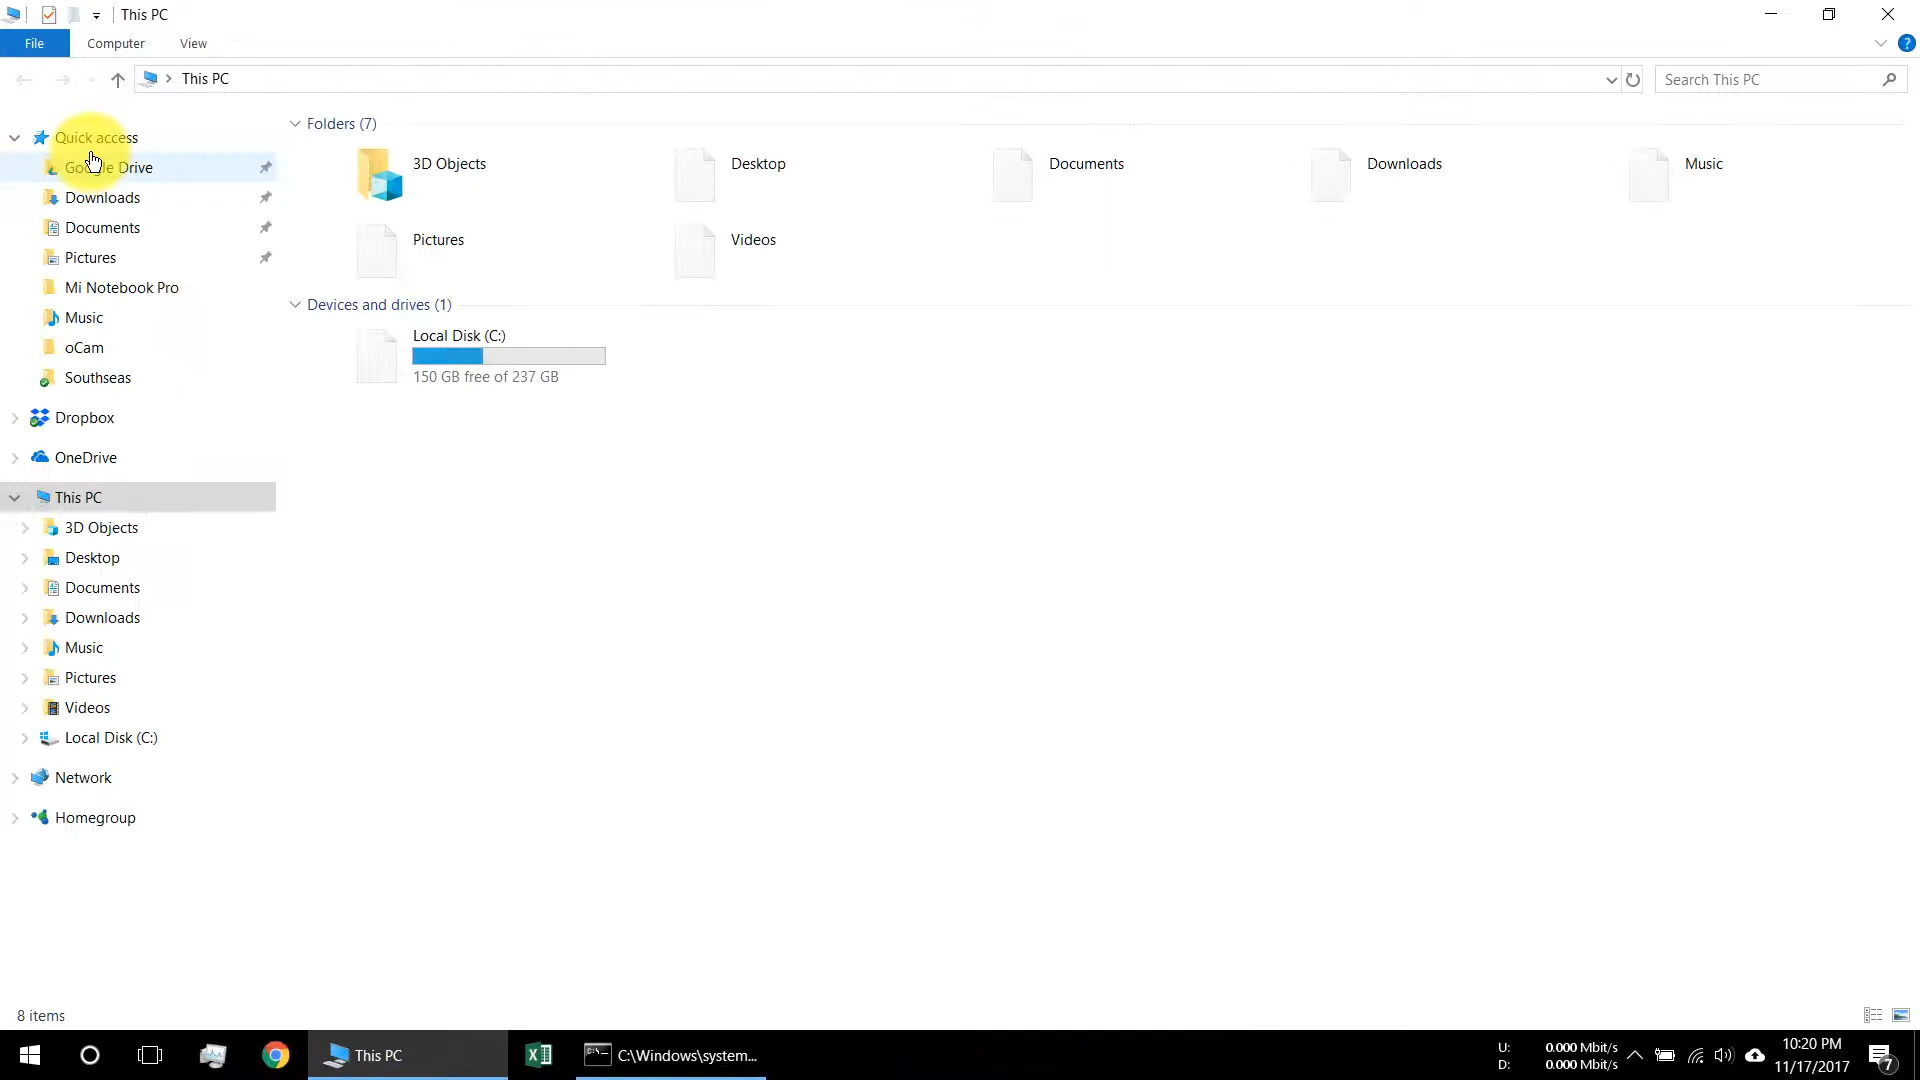 This PC
File
Computer
View
This PC
Search This PC
Quick access
Google Drive
Downloads
Documents
Pictures
Mi Notebook Pro
Music
oCam
Southseas
Dropbox
OneDrive
This PC
3D Objects
Desktop
Documents
Downloads
Music
Pictures
Videos
Local Disk (C:)
Network
Homegroup
Folders (7)
3D Objects
Desktop
Documents
Downloads
Music
Pictures
Videos
Devices and drives (1)
Local Disk (C:)
150 GB free of 237 GB
8 items
This PC
C:\Windows\system...
U: 0.000 Mbit/s
D: 0.000 Mbit/s
10:20 PM
11/17/2017
7